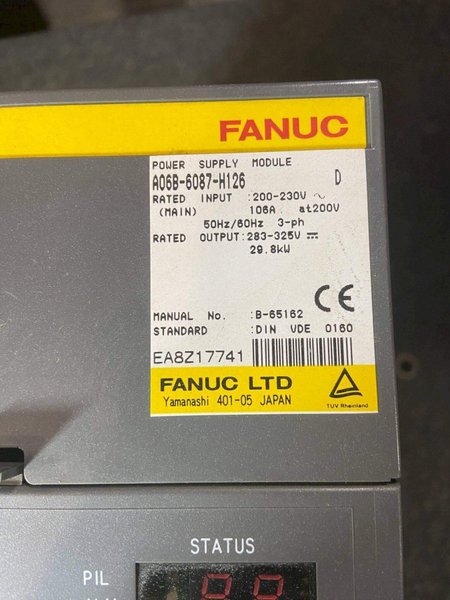 FANUC
POWER SUPPLY MODULE
A06B-6087-H126 D
RATED INPUT :200-230V ~
(MAIN) 106A. at200V
50Hz/60Hz 3-ph
RATED OUTPUT:283-325V ⎓
29.8kW
CE
MANUAL No. :B-65162
STANDARD :DIN VDE 0160
EA8Z17741
FANUC LTD
Yamanashi 401-05 JAPAN
TUV Rheinland
STATUS
PIL